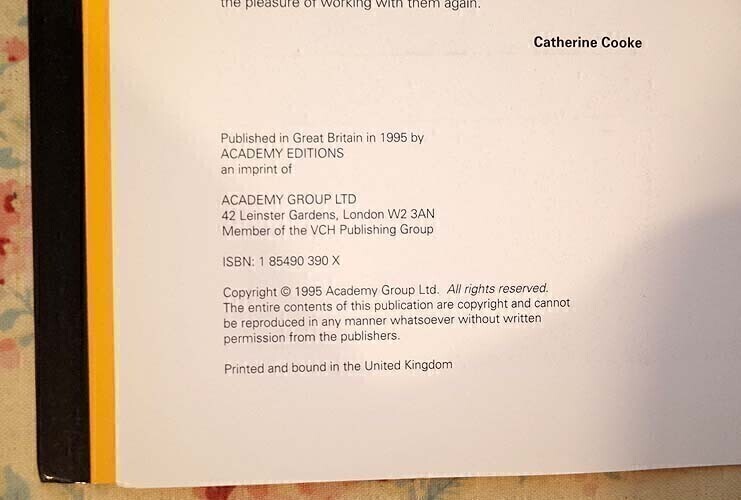 the pleasure of working with them again.
Catherine Cooke
Published in Great Britain in 1995 by
ACADEMY EDITIONS
an imprint of
ACADEMY GROUP LTD
42 Leinster Gardens, London W2 3AN
Member of the VCH Publishing Group
ISBN: 1 85490 390 X
Copyright © 1995 Academy Group Ltd. All rights reserved.
The entire contents of this publication are copyright and cannot
be reproduced in any manner whatsoever without written
permission from the publishers.
Printed and bound in the United Kingdom